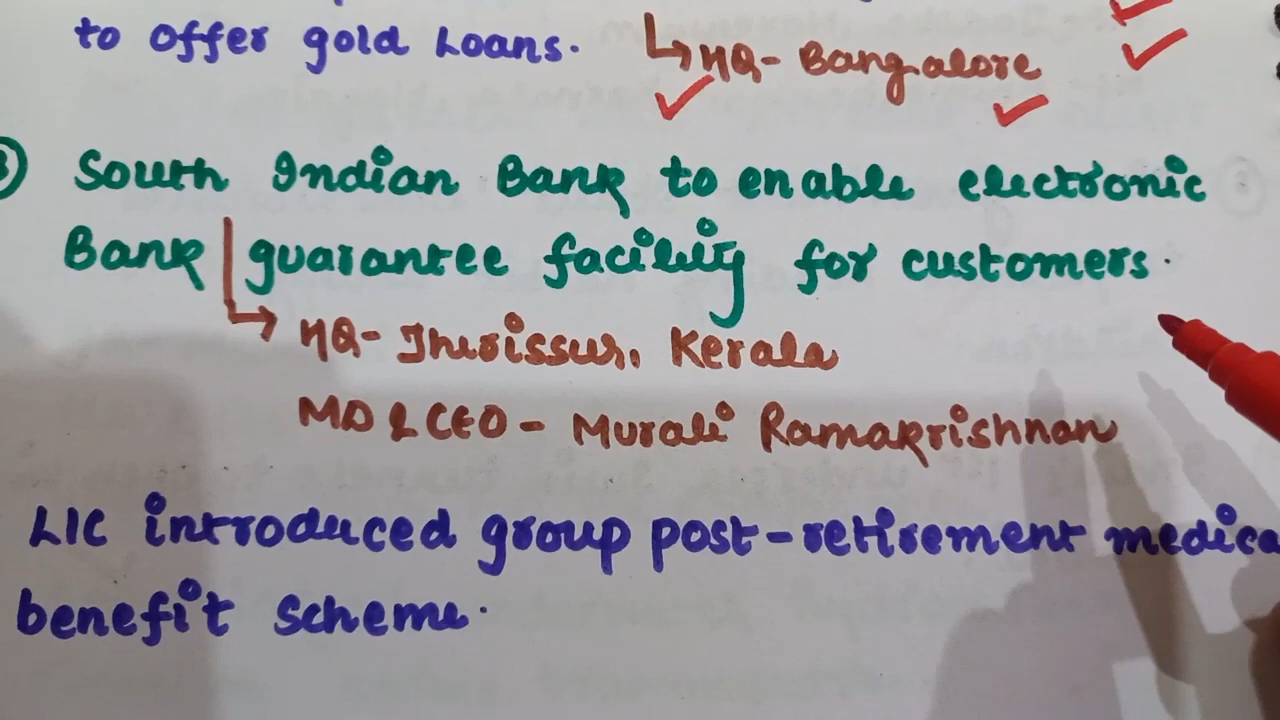 to offer gold Loans.
↳HQ- Bangalore
South Indian Bank to enable electronic
Bank guarantee facility for customers.
→ HQ- Thrissur, Kerala
MD & CEO - Murali Ramakrishnan
LIC introduced group post-retirement medica
benefit scheme.